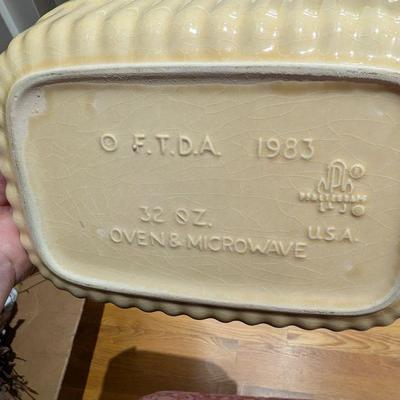 © F.T.D.A. 1983
32 OZ.
OVEN & MICROWAVE
U.S.A.